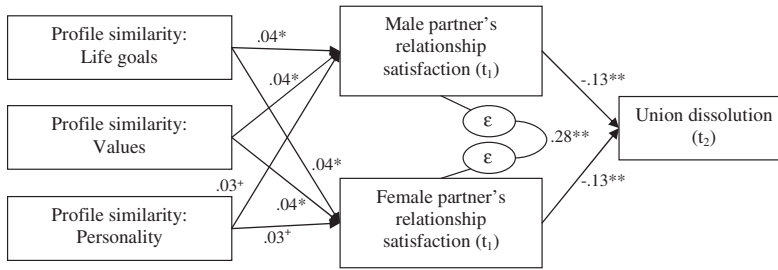 Profile similarity:
Life goals
Profile similarity:
Values
Profile similarity:
Personality
.04*
.04*
.04*
.03⁺
.04*
.03⁺
Male partner's
relationship
satisfaction (t₁)
ε
ε
.28**
Female partner's
relationship
satisfaction (t₁)
-.13**
-.13**
Union dissolution
(t₂)